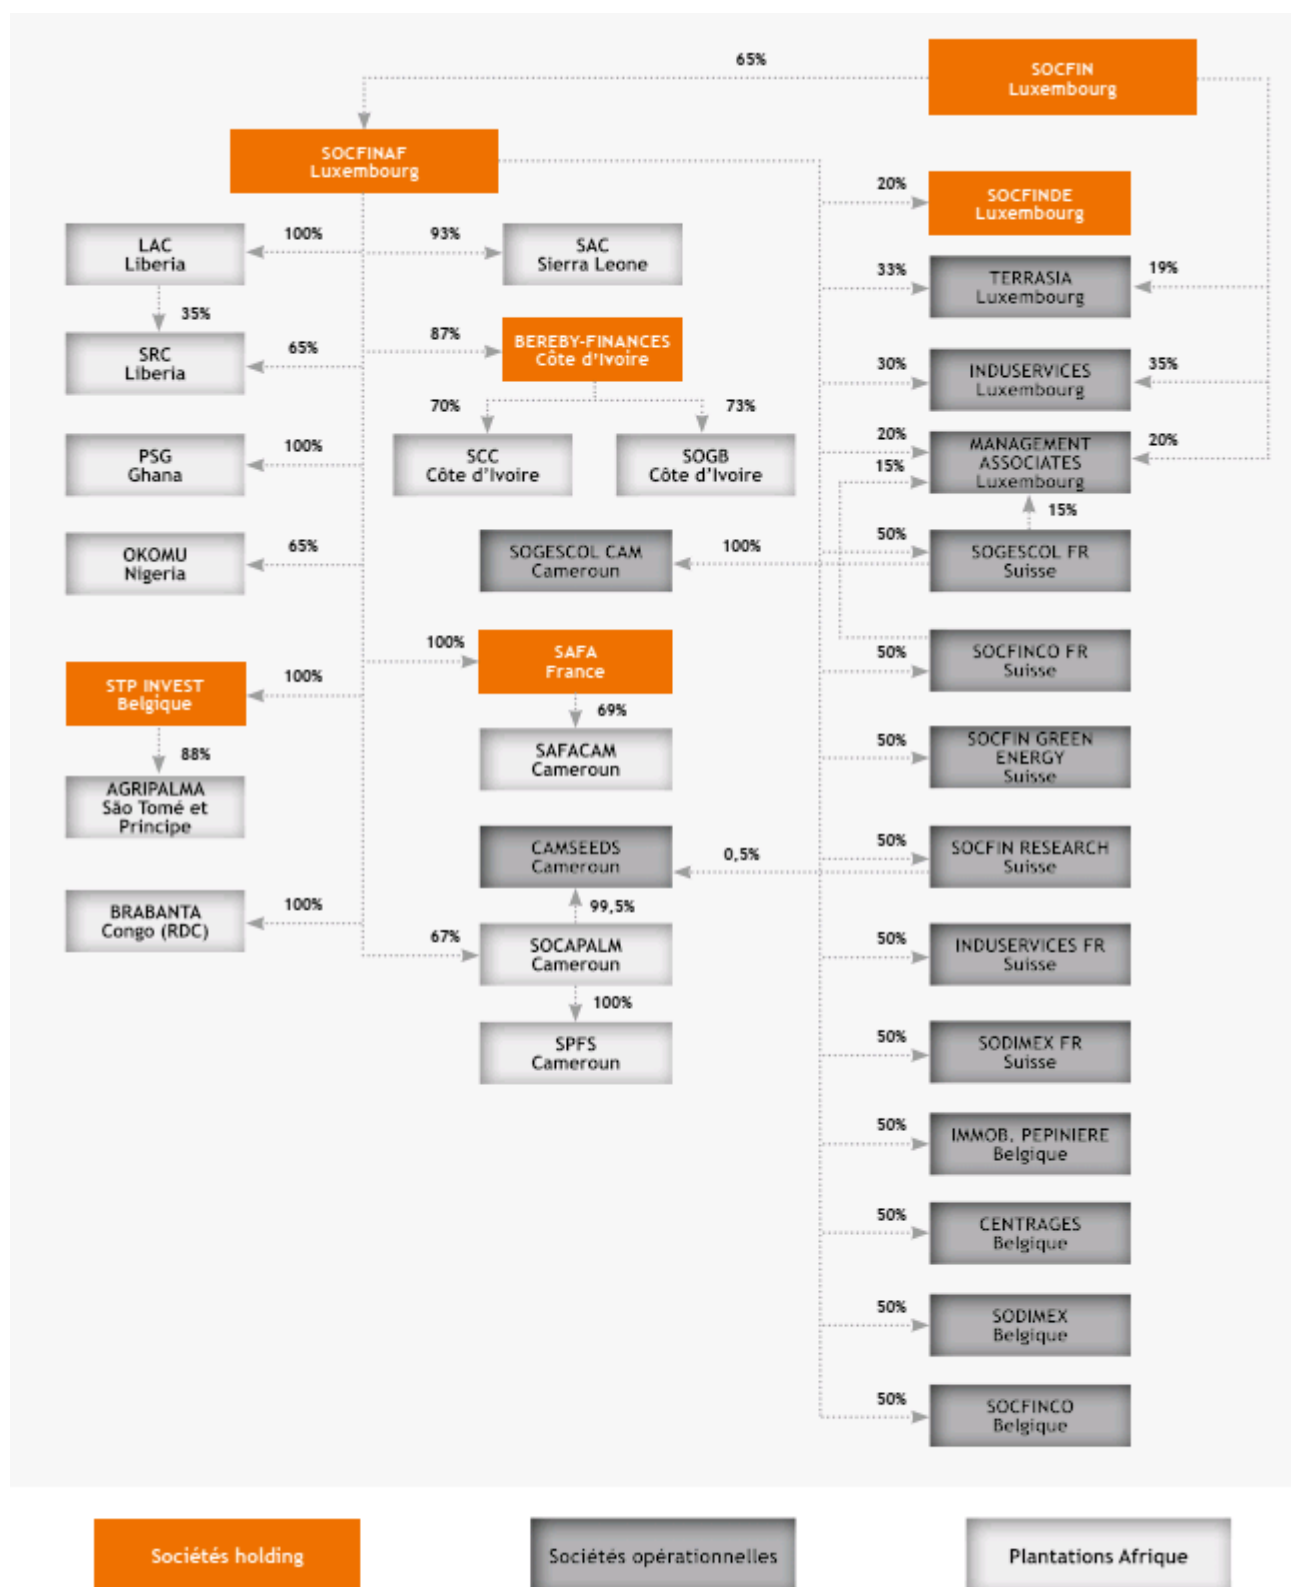 65%
SOCFIN
Luxembourg
SOCFINAF
Luxembourg
20%
SOCFINDE
Luxembourg
LAC
Liberia
100%
93%
SAC
Sierra Leone
33%
TERRASIA
Luxembourg
19%
35%
SRC
Liberia
65%
87%
BEREBY-FINANCES
Côte d'Ivoire
30%
INDUSERVICES
Luxembourg
35%
70%
73%
PSG
Ghana
100%
SCC
Côte d'Ivoire
SOGB
Côte d'Ivoire
20%
15%
MANAGEMENT
ASSOCIATES
Luxembourg
20%
15%
OKOMU
Nigeria
65%
SOGESCOL CAM
Cameroun
100%
50%
SOGESCOL FR
Suisse
STP INVEST
Belgique
100%
100%
SAFA
France
50%
SOCFINCO FR
Suisse
88%
69%
AGRIPALMA
São Tomé et
Principe
SAFACAM
Cameroun
50%
SOCFIN GREEN
ENERGY
Suisse
CAMSEEDS
Cameroun
0,5%
50%
SOCFIN RESEARCH
Suisse
99,5%
BRABANTA
Congo (RDC)
100%
67%
SOCAPALM
Cameroun
50%
INDUSERVICES FR
Suisse
100%
SPFS
Cameroun
50%
SODIMEX FR
Suisse
50%
IMMOB. PEPINIERE
Belgique
50%
CENTRAGES
Belgique
50%
SODIMEX
Belgique
50%
SOCFINCO
Belgique
Sociétés holding
Sociétés opérationnelles
Plantations Afrique